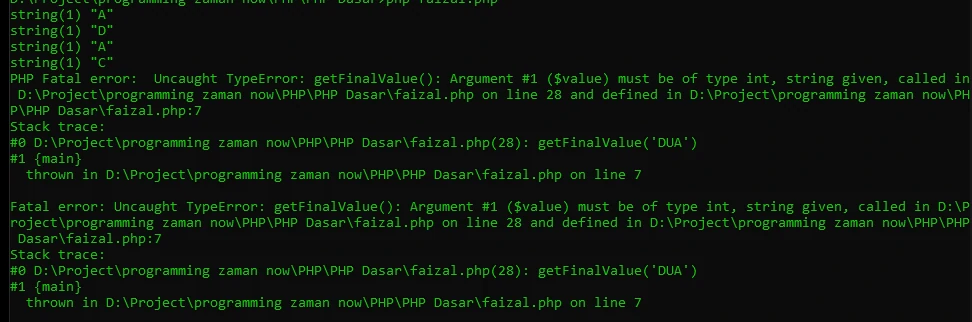 D:\Project\programming zaman now\PHP\PHP Dasar>php faizal.php
string(1) "A"
string(1) "D"
string(1) "A"
string(1) "C"
PHP Fatal error:  Uncaught TypeError: getFinalValue(): Argument #1 ($value) must be of type int, string given, called in
 D:\Project\programming zaman now\PHP\PHP Dasar\faizal.php on line 28 and defined in D:\Project\programming zaman now\PH
P\PHP Dasar\faizal.php:7
Stack trace:
#0 D:\Project\programming zaman now\PHP\PHP Dasar\faizal.php(28): getFinalValue('DUA')
#1 {main}
  thrown in D:\Project\programming zaman now\PHP\PHP Dasar\faizal.php on line 7
Fatal error: Uncaught TypeError: getFinalValue(): Argument #1 ($value) must be of type int, string given, called in D:\P
roject\programming zaman now\PHP\PHP Dasar\faizal.php on line 28 and defined in D:\Project\programming zaman now\PHP\PHP
 Dasar\faizal.php:7
Stack trace:
#0 D:\Project\programming zaman now\PHP\PHP Dasar\faizal.php(28): getFinalValue('DUA')
#1 {main}
  thrown in D:\Project\programming zaman now\PHP\PHP Dasar\faizal.php on line 7